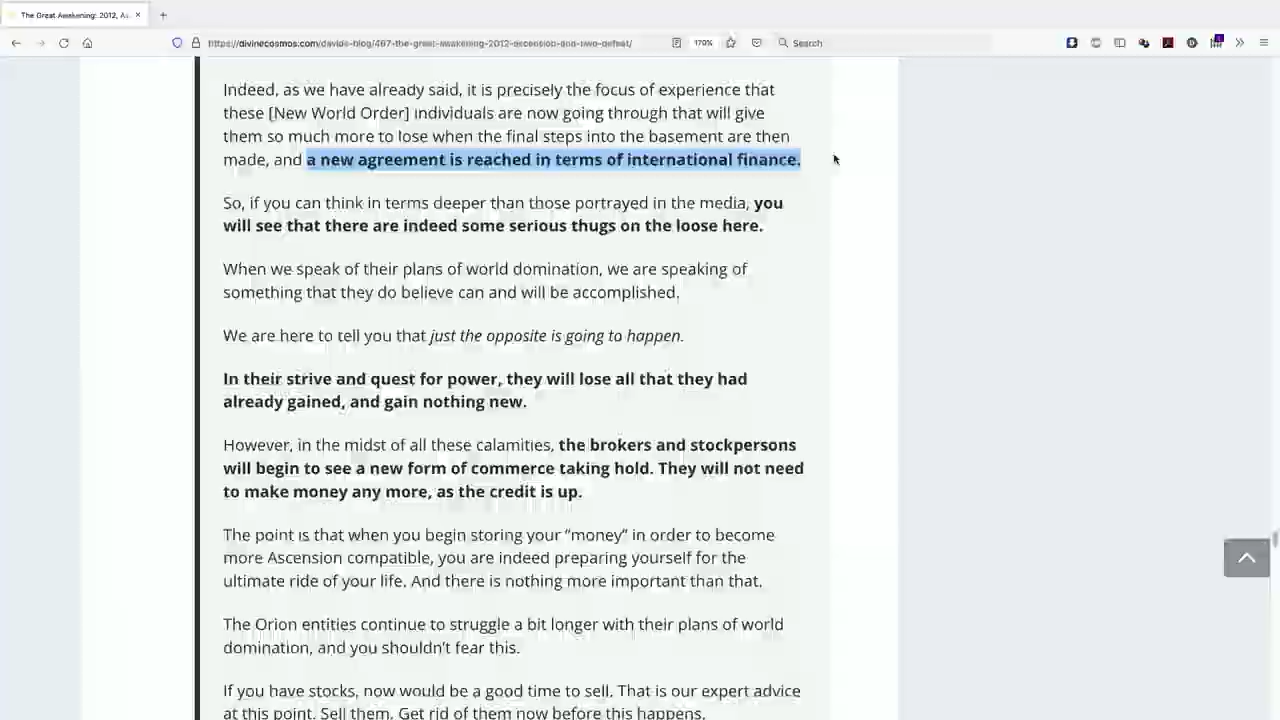 The Great Awakening: 2012, As
https://divinecosmos.com/davids-blog/467-the-great-awakening-2012-ascension-and-nwo-defeat/
170%
Search
Indeed, as we have already said, it is precisely the focus of experience that
these [New World Order] individuals are now going through that will give
them so much more to lose when the final steps into the basement are then
made, and a new agreement is reached in terms of international finance.
So, if you can think in terms deeper than those portrayed in the media, you
will see that there are indeed some serious thugs on the loose here.
When we speak of their plans of world domination, we are speaking of
something that they do believe can and will be accomplished.
We are here to tell you that just the opposite is going to happen.
In their strive and quest for power, they will lose all that they had
already gained, and gain nothing new.
However, in the midst of all these calamities, the brokers and stockpersons
will begin to see a new form of commerce taking hold. They will not need
to make money any more, as the credit is up.
The point is that when you begin storing your “money” in order to become
more Ascension compatible, you are indeed preparing yourself for the
ultimate ride of your life. And there is nothing more important than that.
The Orion entities continue to struggle a bit longer with their plans of world
domination, and you shouldn’t fear this.
If you have stocks, now would be a good time to sell. That is our expert advice
at this point. Sell them. Get rid of them now before this happens.